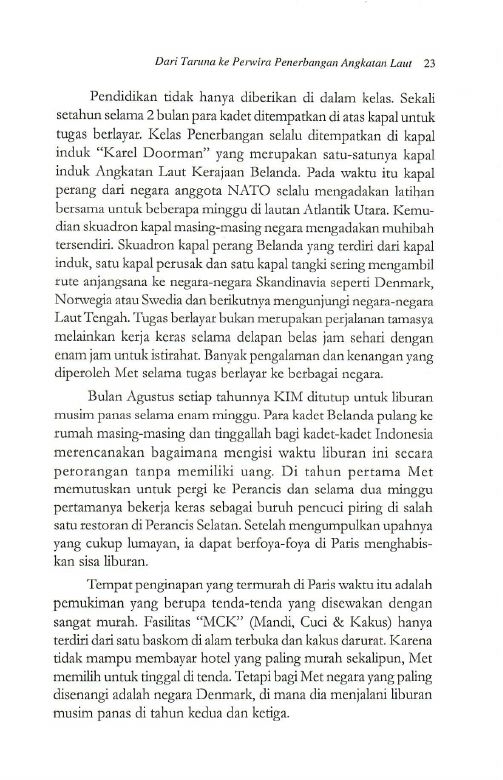 Dari Taruna ke Perwira Penerbangan Angkatan Laut 23
Pendidikan tidak hanya diberikan di dalam kelas. Sekali
setahun selama 2 bulan para kadet ditempatkan di atas kapal untuk
tugas berlayar. Kelas Penerbangan selalu ditempatkan di kapal
induk “Karel Doorman” yang merupakan satu-satunya kapal
induk Angkatan Laut Kerajaan Belanda. Pada waktu itu kapal
perang dari negara anggota NATO selalu mengadakan latihan
bersama untuk beberapa minggu di lautan Atlantik Utara. Kemu-
dian skuadron kapal masing-masing negara mengadakan muhibah
tersendiri. Skuadron kapal perang Belanda yang terdiri dari kapal
induk, satu kapal perusak dan satu kapal tangki sering mengambil
rute anjangsana ke negara-negara Skandinavia seperti Denmark,
Norwegia atau Swedia dan berikutnya mengunjungi negara-negara
Laut Tengah. Tugas berlayar bukan merupakan perjalanan tamasya
melainkan kerja keras selama delapan belas jam sehari dengan
enam jam untuk istirahat. Banyak pengalaman dan kenangan yang
diperoleh Met selama tugas berlayar ke berbagai negara.
Bulan Agustus setiap tahunnya KIM ditutup untuk liburan
musim panas selama enam minggu. Para kadet Belanda pulang ke
rumah masing-masing dan tinggallah bagi kadet-kadet Indonesia
merencanakan bagaimana mengisi waktu liburan ini secara
perorangan tanpa memiliki uang. Di tahun pertama Met
memutuskan untuk pergi ke Perancis dan selama dua minggu
pertamanya bekerja keras sebagai buruh pencuci piring di salah
satu restoran di Perancis Selatan. Setelah mengumpulkan upahnya
yang cukup lumayan, ia dapat berfoya-foya di Paris menghabis-
kan sisa liburan.
Tempat penginapan yang termurah di Paris waktu itu adalah
pemukiman yang berupa tenda-tenda yang disewakan dengan
sangat murah. Fasilitas “MCK” (Mandi, Cuci & Kakus) hanya
terdiri dari satu baskom di alam terbuka dan kakus darurat. Karena
tidak mampu membayar hotel yang paling murah sekalipun, Met
memilih untuk tinggal di tenda. Tetapi bagi Met negara yang paling
disenangi adalah negara Denmark, di mana dia menjalani liburan
musim panas di tahun kedua dan ketiga.